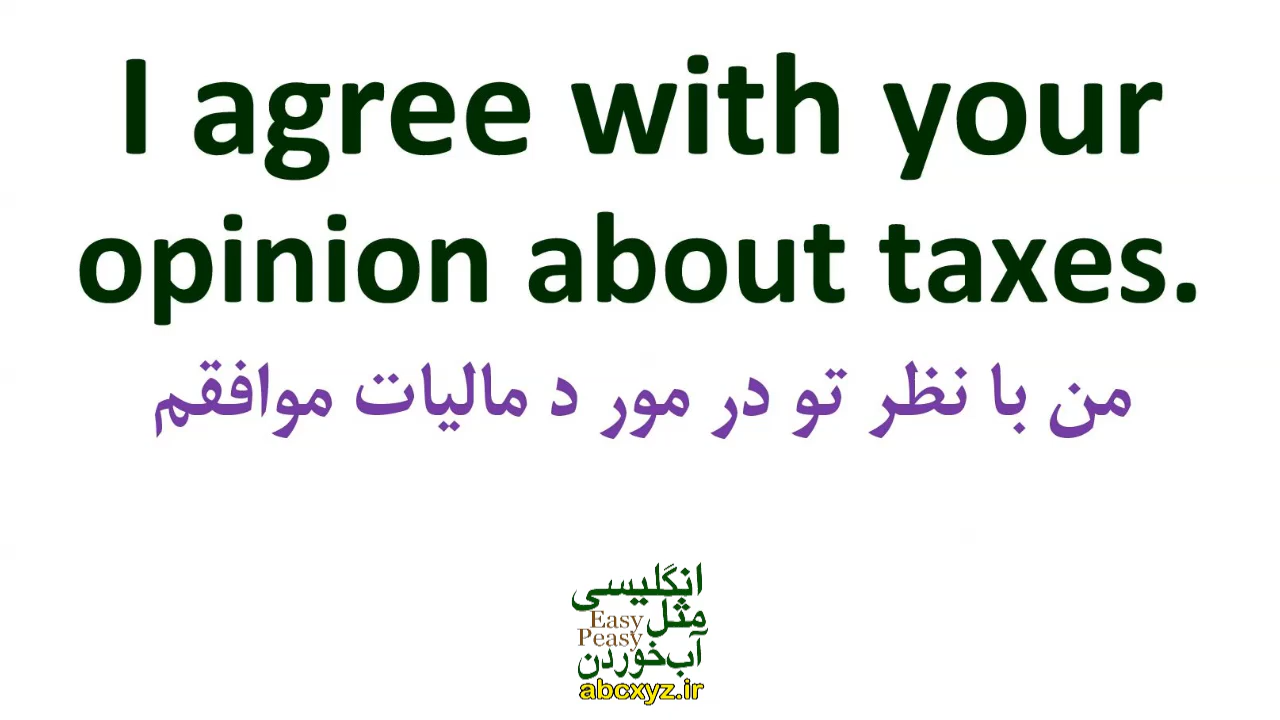 I agree with your
opinion about taxes.
من با نظر تو در مور د مالیات موافقم
انگلیسی
مثل
Easy
Peasy
آب خوردن
abcxyz.ir